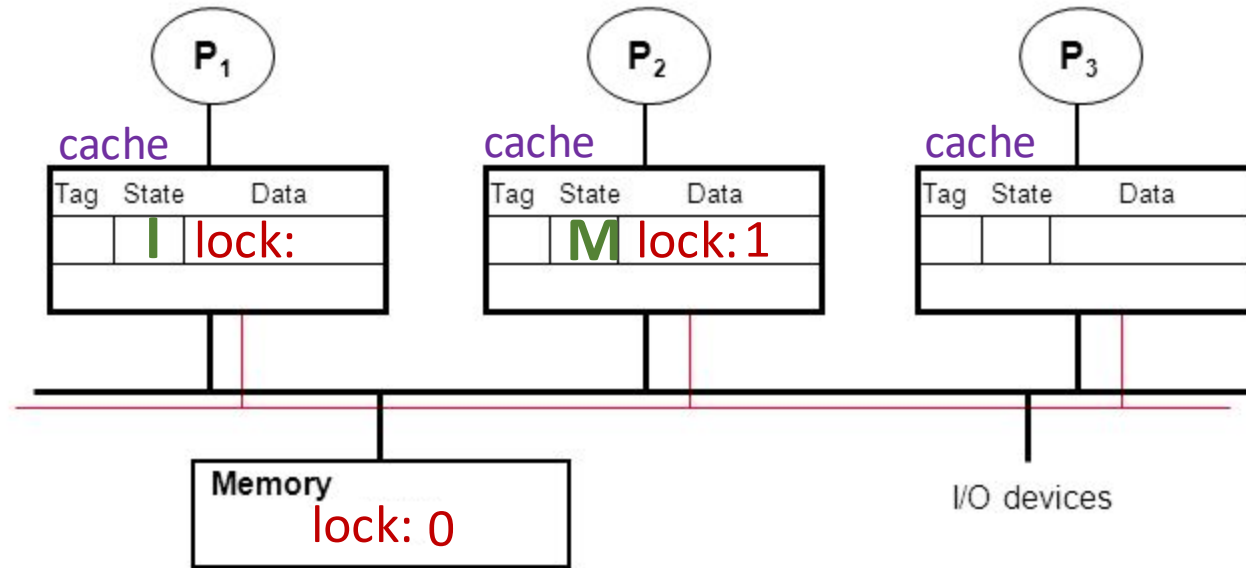 P₁ P₂ P₃
cache cache cache
Tag State Data Tag State Data Tag State Data
I lock: M lock: 1
Memory
lock: 0
I/O devices